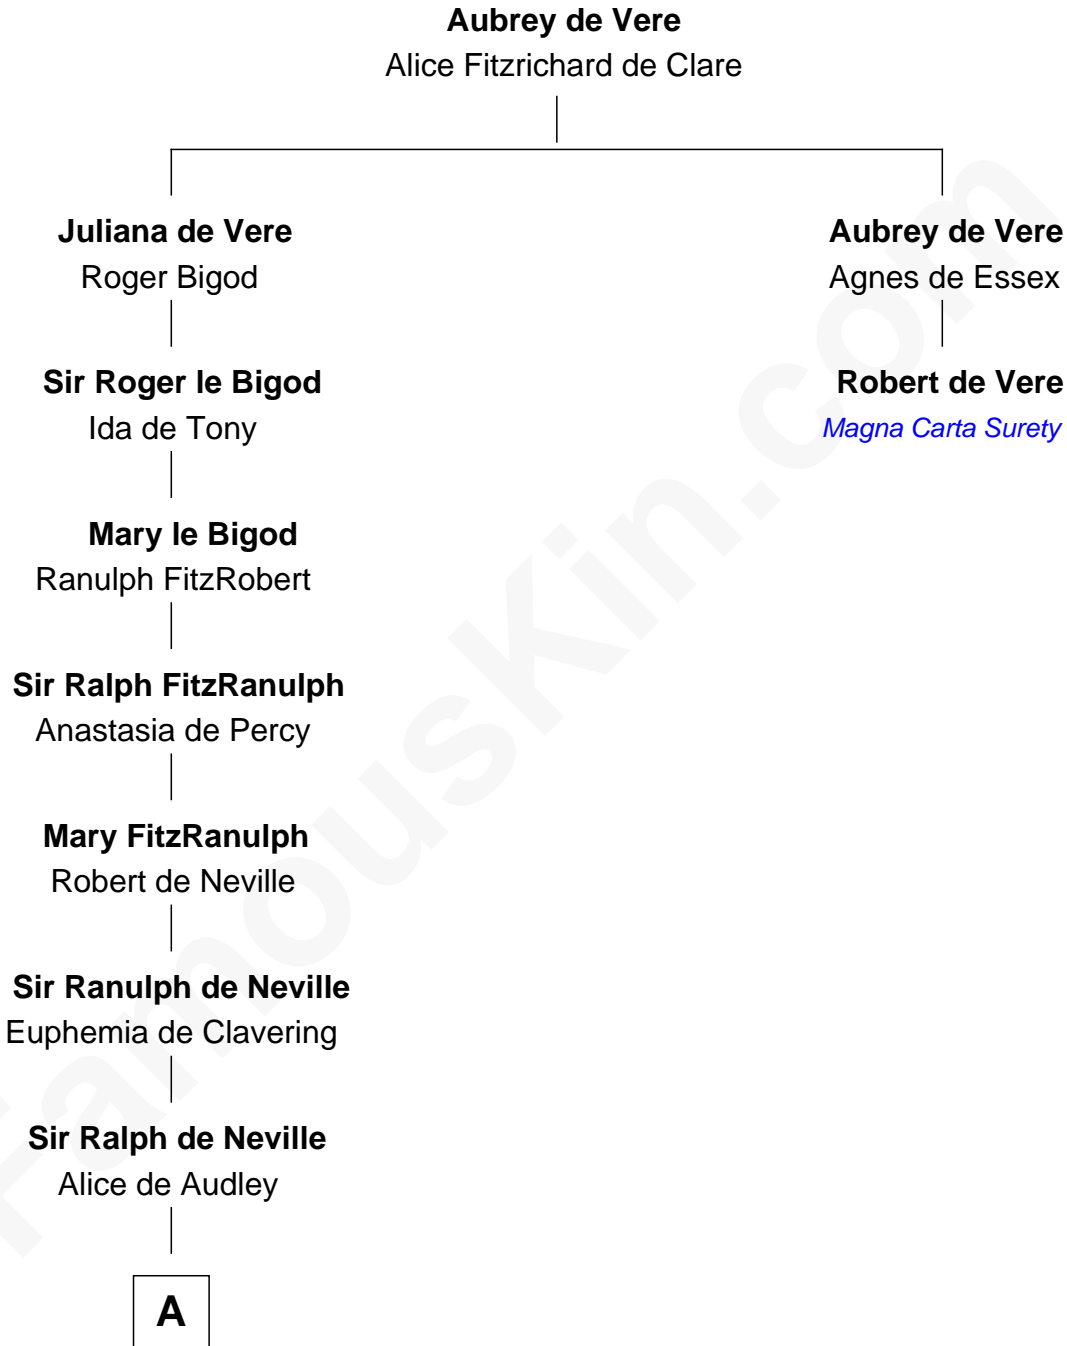 Aubrey de Vere
Alice Fitzrichard de Clare
Juliana de Vere
Roger Bigod
Aubrey de Vere
Agnes de Essex
Sir Roger le Bigod
Ida de Tony
Robert de Vere
Magna Carta Surety
Mary le Bigod
Ranulph FitzRobert
Sir Ralph FitzRanulph
Anastasia de Percy
Mary FitzRanulph
Robert de Neville
Sir Ranulph de Neville
Euphemia de Clavering
Sir Ralph de Neville
Alice de Audley
A
FamousKin.com